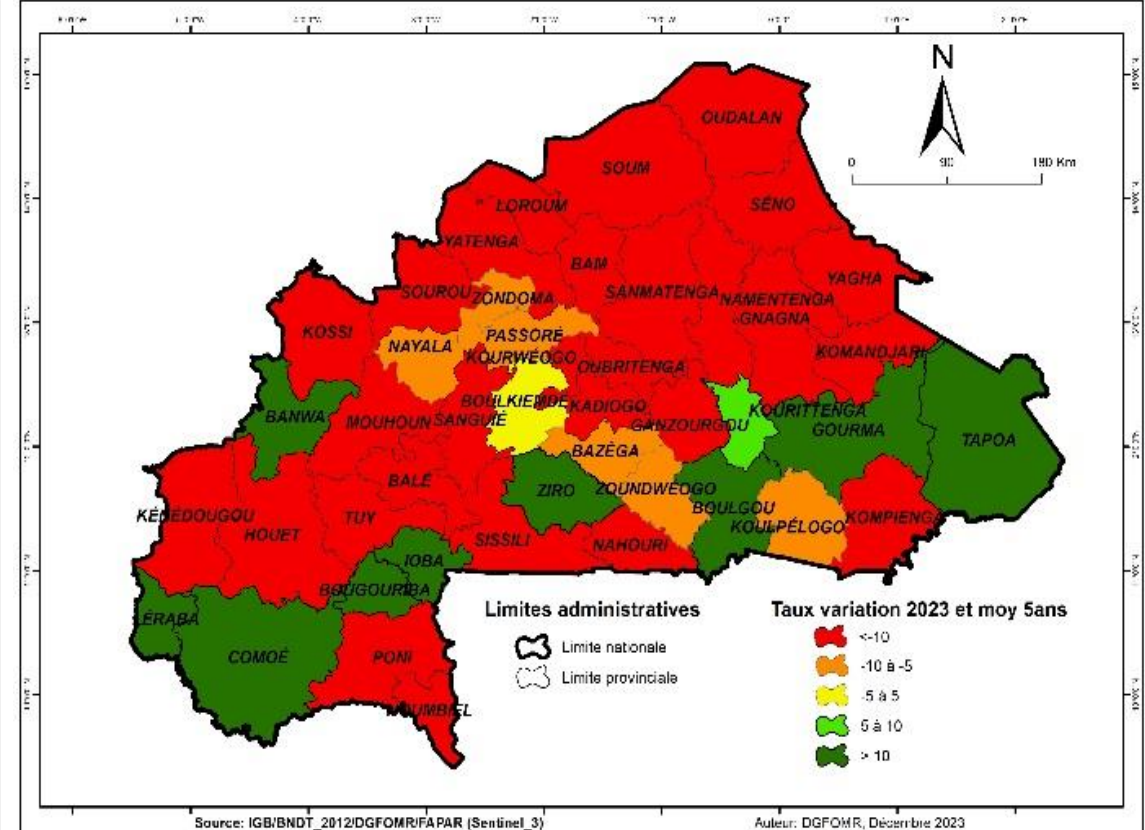 N
OUDALAN
0 90 180 Km
SOUM
SÉNO
LOROUM
YATENGA
BAM
YAGHA
SOUROU
ZONDOMA
SANMATENGA
NAMENTENGA
GNAGNA
KOSSI
PASSORÉ
NAYALA
KOURWÉOGO
OUBRITENGA
KOMANDJARI
BOULKIEMDÉ
KADIOGO
BANWA
MOUHOUN
SANGUIÉ
GANZOURGOU
KOURITTENGA
GOURMA
TAPOA
BAZÈGA
BALÉ
ZIRO
ZOUNDWÉOGO
BOULGOU
KÉNÉDOUGOU
TUY
KOULPÉLOGO
KOMPIENGA
HOUET
SISSILI
NAHOURI
IOBA
BOUGOURIBA
LÉRABA
COMOÉ
PONI
NOUMBIEL
Limites administratives
Limite nationale
Limite provinciale
Taux variation 2023 et moy 5ans
<-10
-10 à -5
-5 à 5
5 à 10
> 10
Source: IGB/BNDT_2012/DGFOMR/FAPAR (Sentinel_3)
Auteur: DGFOMR, Décembre 2023